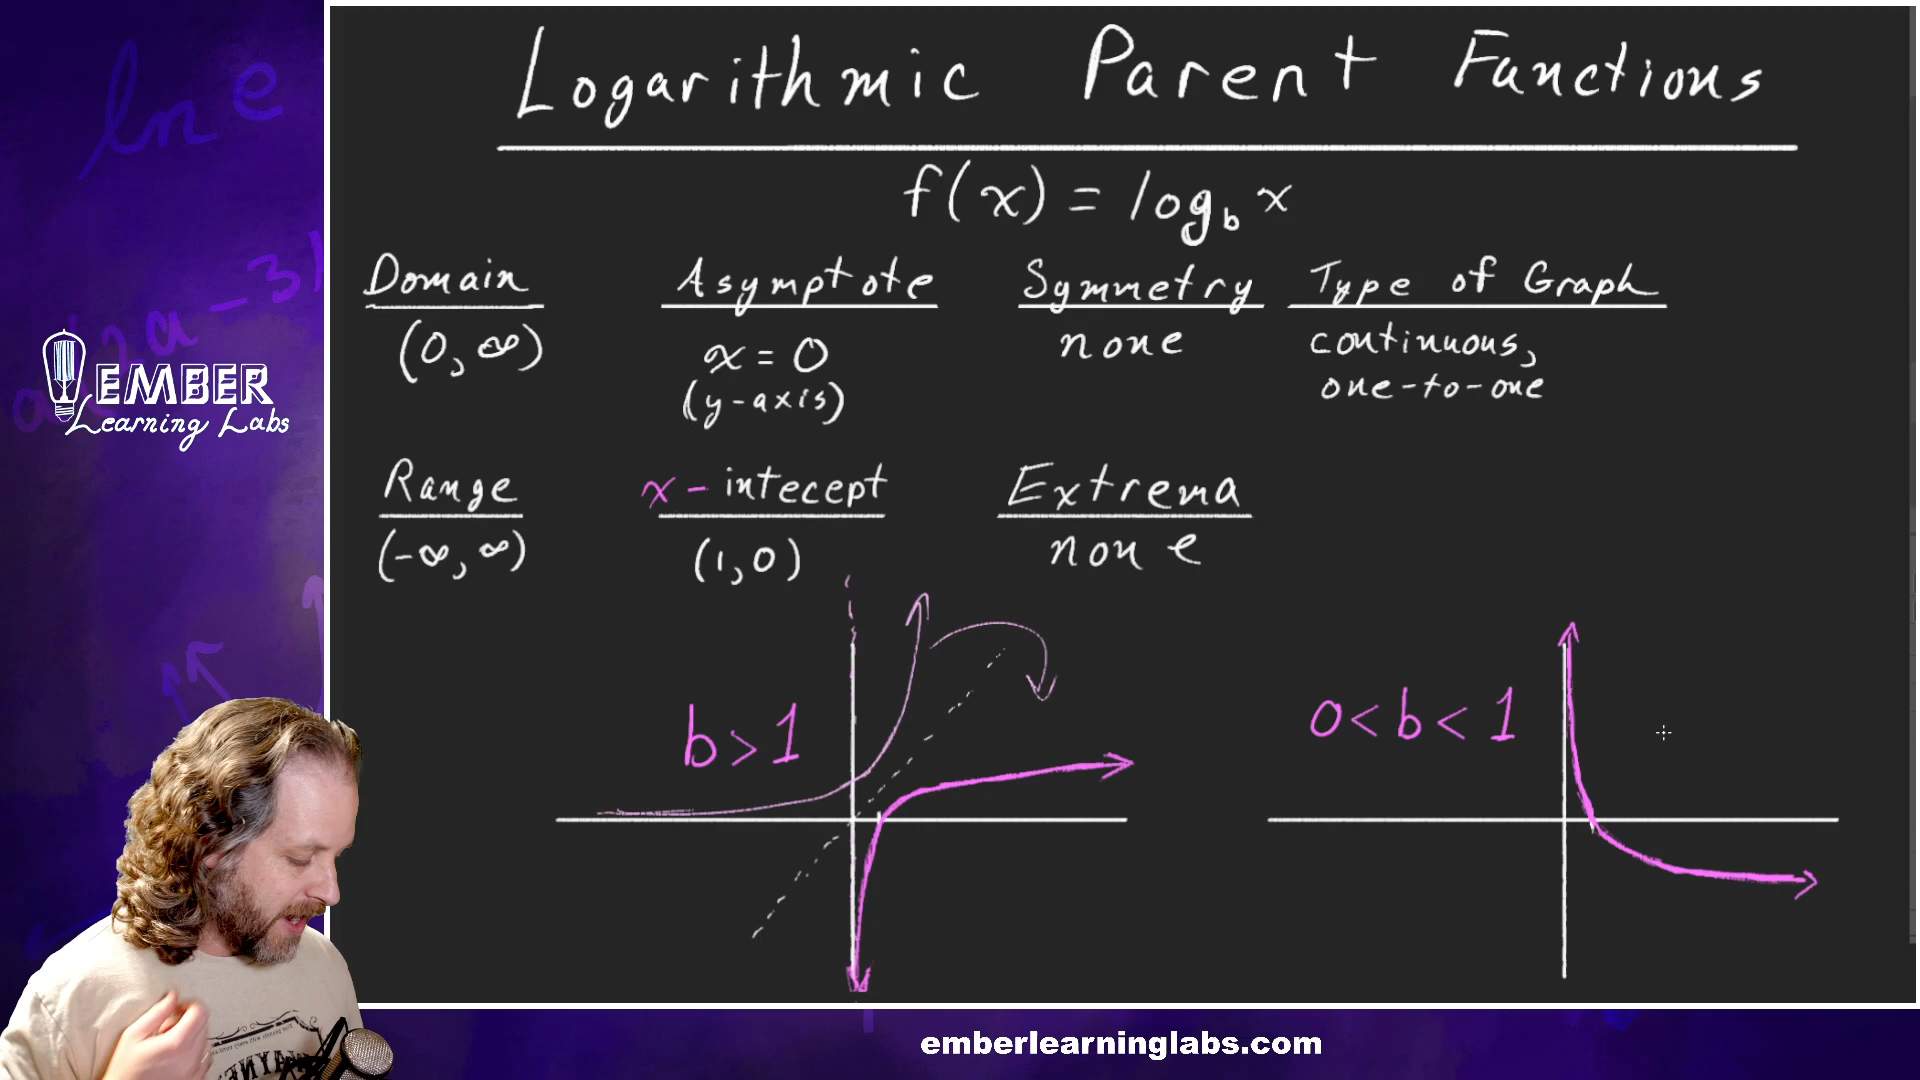 Logarithmic Parent Functions
f(x) = log_b x
Domain
(0, ∞)
Asymptote
x = 0
(y-axis)
Symmetry
none
Type of Graph
continuous,
one-to-one
Range
(-∞, ∞)
x-intecept
(1, 0)
Extrema
none
b > 1
0 < b < 1
ln e
EMBER
Learning Labs
emberlearninglabs.com